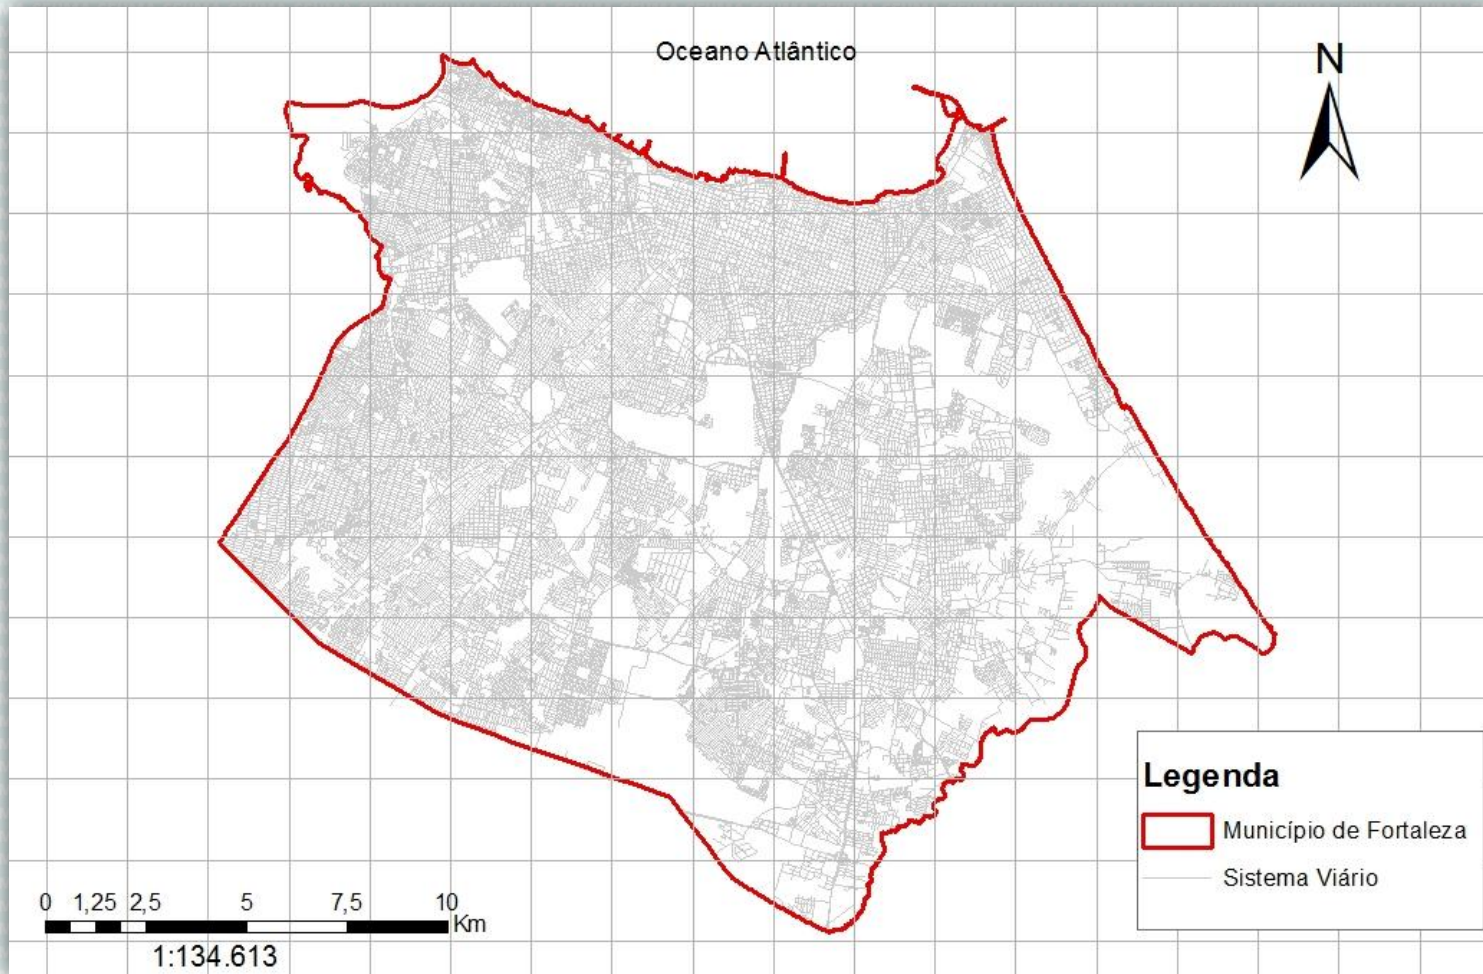 Oceano Atlântico
N
Legenda
Município de Fortaleza
Sistema Viário
0 1,25 2,5 5 7,5 10
Km
1:134.613